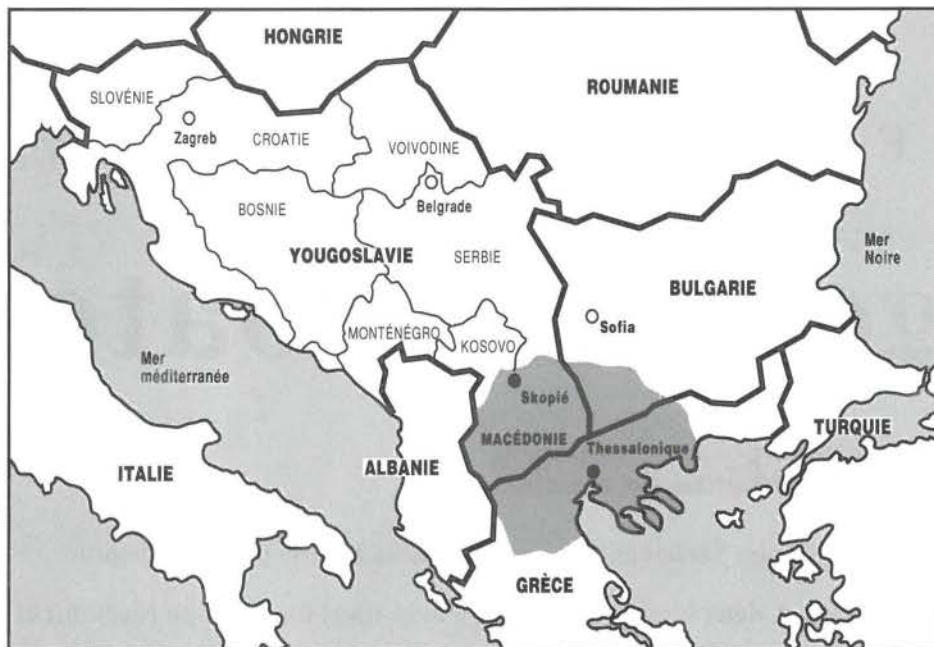 HONGRIE
ROUMANIE
SLOVÉNIE
Zagreb
CROATIE
VOIVODINE
Belgrade
BOSNIE
YOUGOSLAVIE
SERBIE
Mer
Noire
BULGARIE
Sofia
MONTÉNÉGRO
KOSOVO
Mer
méditerranée
Skopié
MACÉDOINE
Thessalonique
TURQUIE
ITALIE
ALBANIE
GRÈCE